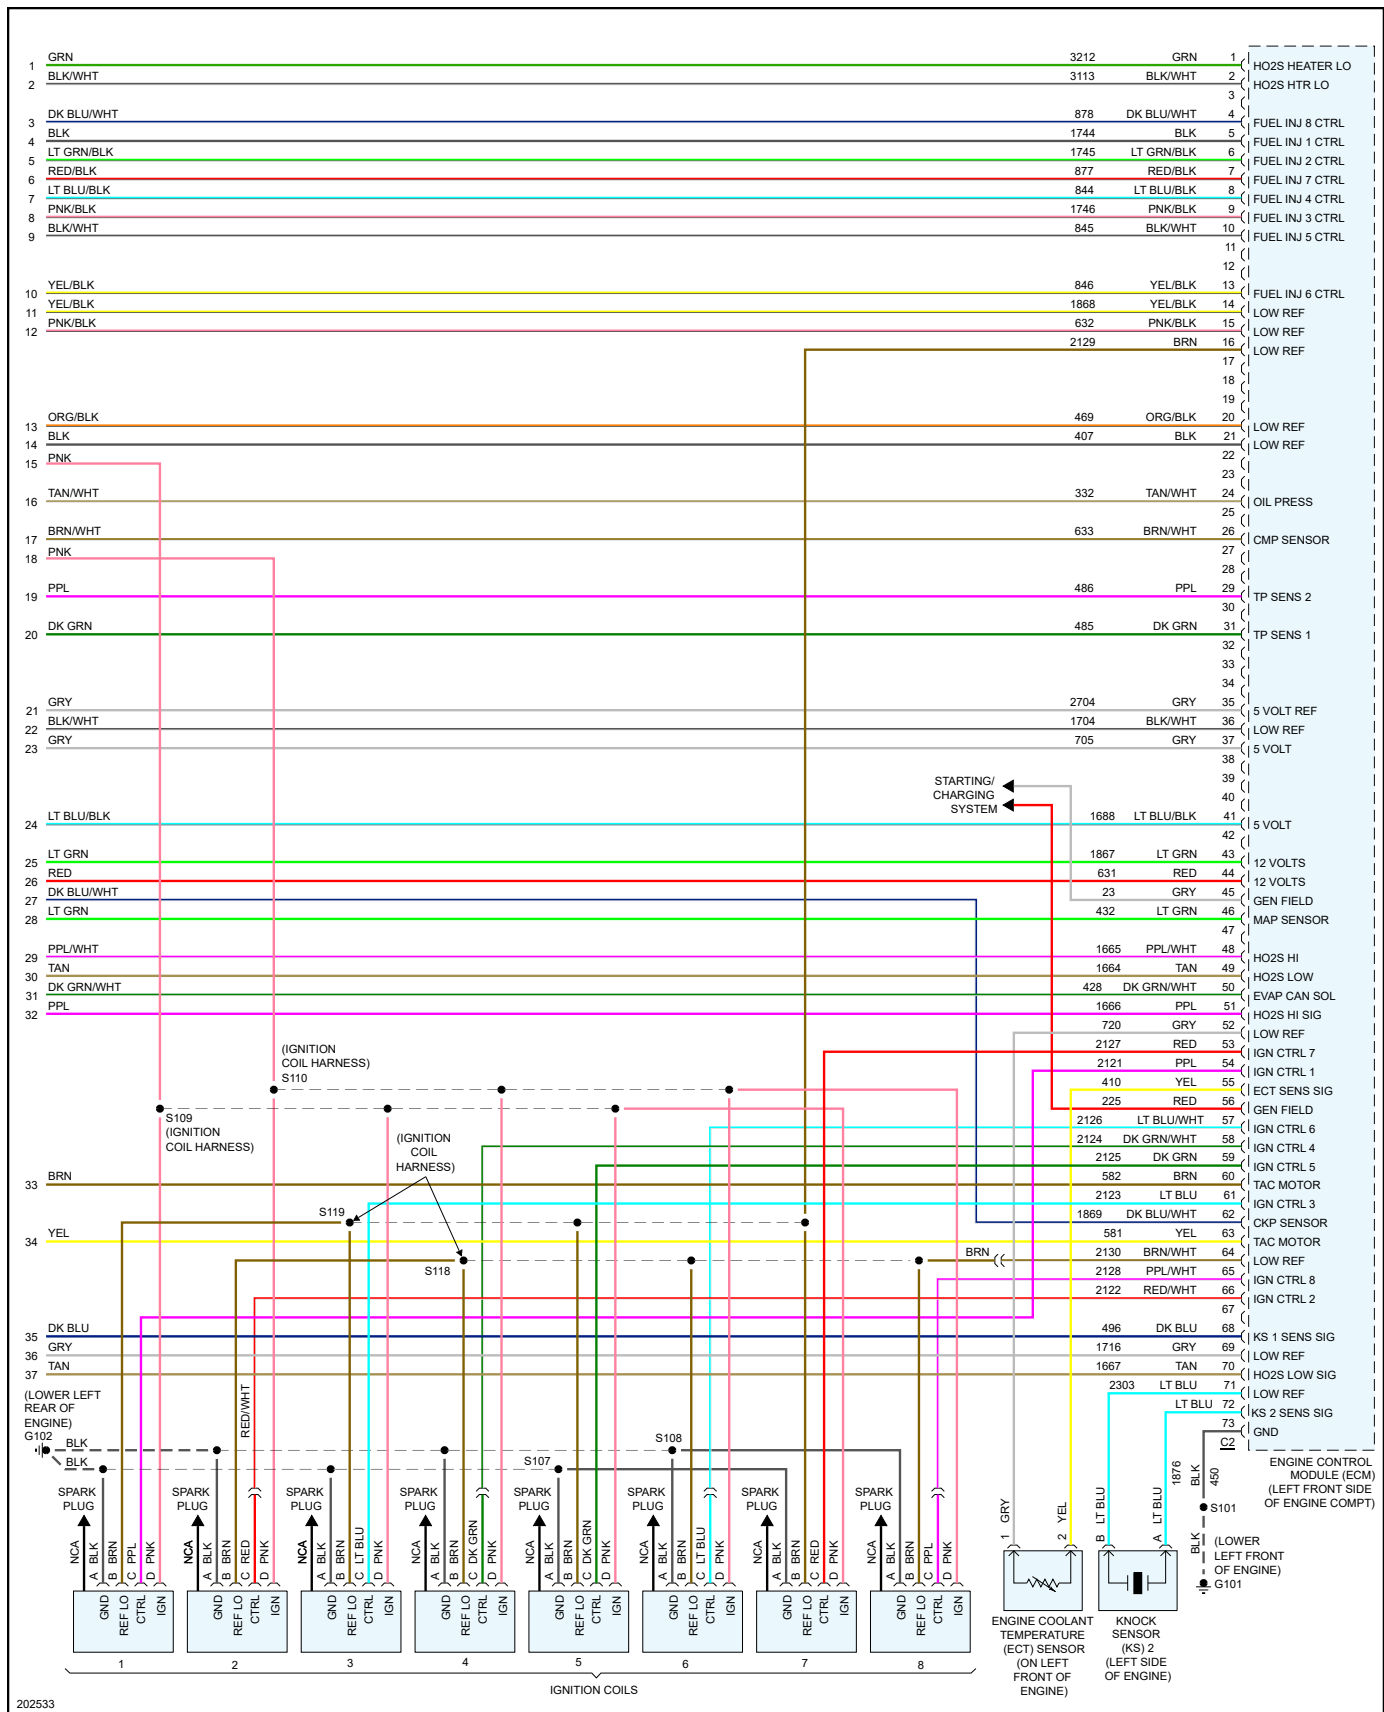 GRN 3212 GRN 1
1 HO2S HEATER LO
BLK/WHT 3113 BLK/WHT 2
2 HO2S HTR LO
3
DK BLU/WHT 878 DK BLU/WHT 4
3 FUEL INJ 8 CTRL
BLK 1744 BLK 5
4 FUEL INJ 1 CTRL
LT GRN/BLK 1745 LT GRN/BLK 6
5 FUEL INJ 2 CTRL
RED/BLK 877 RED/BLK 7
6 FUEL INJ 7 CTRL
LT BLU/BLK 844 LT BLU/BLK 8
7 FUEL INJ 4 CTRL
PNK/BLK 1746 PNK/BLK 9
8 FUEL INJ 3 CTRL
BLK/WHT 845 BLK/WHT 10
9 FUEL INJ 5 CTRL
11
12
YEL/BLK 846 YEL/BLK 13
10 FUEL INJ 6 CTRL
YEL/BLK 1868 YEL/BLK 14
11 LOW REF
PNK/BLK 632 PNK/BLK 15
12 LOW REF
2129 BRN 16
LOW REF
17
18
19
ORG/BLK 469 ORG/BLK 20
13 LOW REF
BLK 407 BLK 21
14 LOW REF
PNK 22
15
23
TAN/WHT 332 TAN/WHT 24
16 OIL PRESS
25
BRN/WHT 633 BRN/WHT 26
17 CMP SENSOR
PNK 27
18
28
PPL 486 PPL 29
19 TP SENS 2
30
DK GRN 485 DK GRN 31
20 TP SENS 1
32
33
34
GRY 2704 GRY 35
21 5 VOLT REF
BLK/WHT 1704 BLK/WHT 36
22 LOW REF
GRY 705 GRY 37
23 5 VOLT
38
39
40
STARTING/
CHARGING
SYSTEM
LT BLU/BLK 1688 LT BLU/BLK 41
24 5 VOLT
42
LT GRN 1867 LT GRN 43
25 12 VOLTS
RED 631 RED 44
26 12 VOLTS
DK BLU/WHT 23 GRY 45
27 GEN FIELD
LT GRN 432 LT GRN 46
28 MAP SENSOR
47
PPL/WHT 1665 PPL/WHT 48
29 HO2S HI
TAN 1664 TAN 49
30 HO2S LOW
DK GRN/WHT 428 DK GRN/WHT 50
31 EVAP CAN SOL
PPL 1666 PPL 51
32 HO2S HI SIG
720 GRY 52
LOW REF
2127 RED 53
IGN CTRL 7
2121 PPL 54
IGN CTRL 1
410 YEL 55
ECT SENS SIG
225 RED 56
GEN FIELD
2126 LT BLU/WHT 57
IGN CTRL 6
2124 DK GRN/WHT 58
IGN CTRL 4
2125 DK GRN 59
IGN CTRL 5
(IGNITION
COIL HARNESS)
S110
S109
(IGNITION
COIL HARNESS)
(IGNITION
COIL
HARNESS)
BRN 582 BRN 60
33 TAC MOTOR
2123 LT BLU 61
IGN CTRL 3
S119 1869 DK BLU/WHT 62
CKP SENSOR
YEL 581 YEL 63
34 TAC MOTOR
S118 BRN 2130 BRN/WHT 64
LOW REF
2128 PPL/WHT 65
IGN CTRL 8
2122 RED/WHT 66
IGN CTRL 2
67
DK BLU 496 DK BLU 68
35 KS 1 SENS SIG
GRY 1716 GRY 69
36 LOW REF
TAN 1667 TAN 70
37 HO2S LOW SIG
2303 LT BLU 71
LOW REF
LT BLU 72
KS 2 SENS SIG
73
GND
C2
ENGINE CONTROL
MODULE (ECM)
(LEFT FRONT SIDE
OF ENGINE COMPT)
(LOWER LEFT
REAR OF
ENGINE)
G102
BLK
BLK
RED/WHT
S108
S107
SPARK PLUG SPARK PLUG SPARK PLUG SPARK PLUG SPARK PLUG SPARK PLUG SPARK PLUG SPARK PLUG
NCA A BLK B BRN C PPL D PNK
NCA A BLK B BRN C RED D PNK
NCA A BLK B BRN C LT BLU D PNK
NCA A BLK B BRN C DK GRN D PNK
NCA A BLK B BRN C DK GRN D PNK
NCA A BLK B BRN C LT BLU D PNK
NCA A BLK B BRN C RED D PNK
NCA A BLK B BRN C PPL D PNK
GND REF LO CTRL IGN
GND REF LO CTRL IGN
GND REF LO CTRL IGN
GND REF LO CTRL IGN
GND REF LO CTRL IGN
GND REF LO CTRL IGN
GND REF LO CTRL IGN
GND REF LO CTRL IGN
1 2 3 4 5 6 7 8
IGNITION COILS
1 GRY
2 YEL
B LT BLU
A LT BLU
1876
BLK 450
S101
BLK
(LOWER
LEFT FRONT
OF ENGINE)
G101
ENGINE COOLANT
TEMPERATURE
(ECT) SENSOR
(ON LEFT
FRONT OF
ENGINE)
KNOCK
SENSOR
(KS) 2
(LEFT SIDE
OF ENGINE)
202533